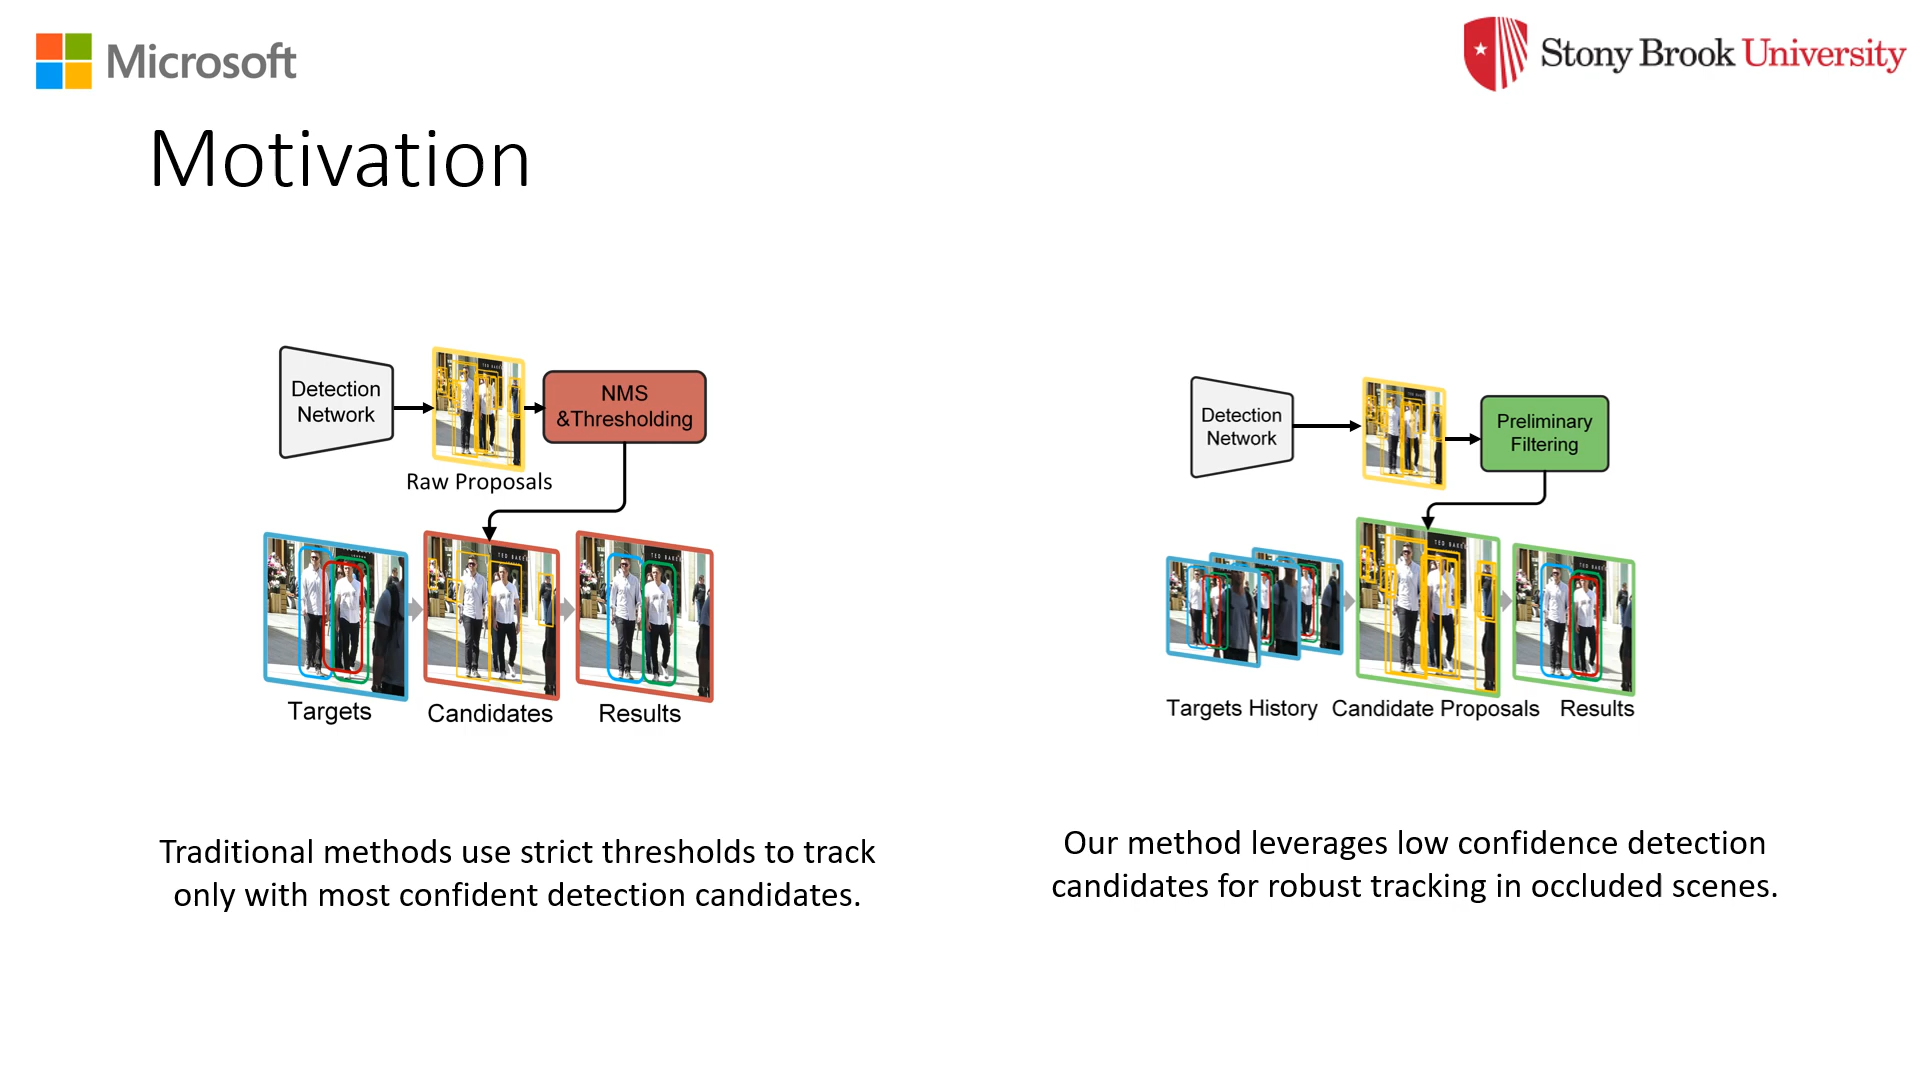 Microsoft
Stony Brook University
Motivation
Detection
Network
NMS
&Thresholding
Raw Proposals
TED BAKER
Targets
Candidates
Results
Traditional methods use strict thresholds to track
only with most confident detection candidates.
Detection
Network
Preliminary
Filtering
Targets History
Candidate Proposals
Results
Our method leverages low confidence detection
candidates for robust tracking in occluded scenes.